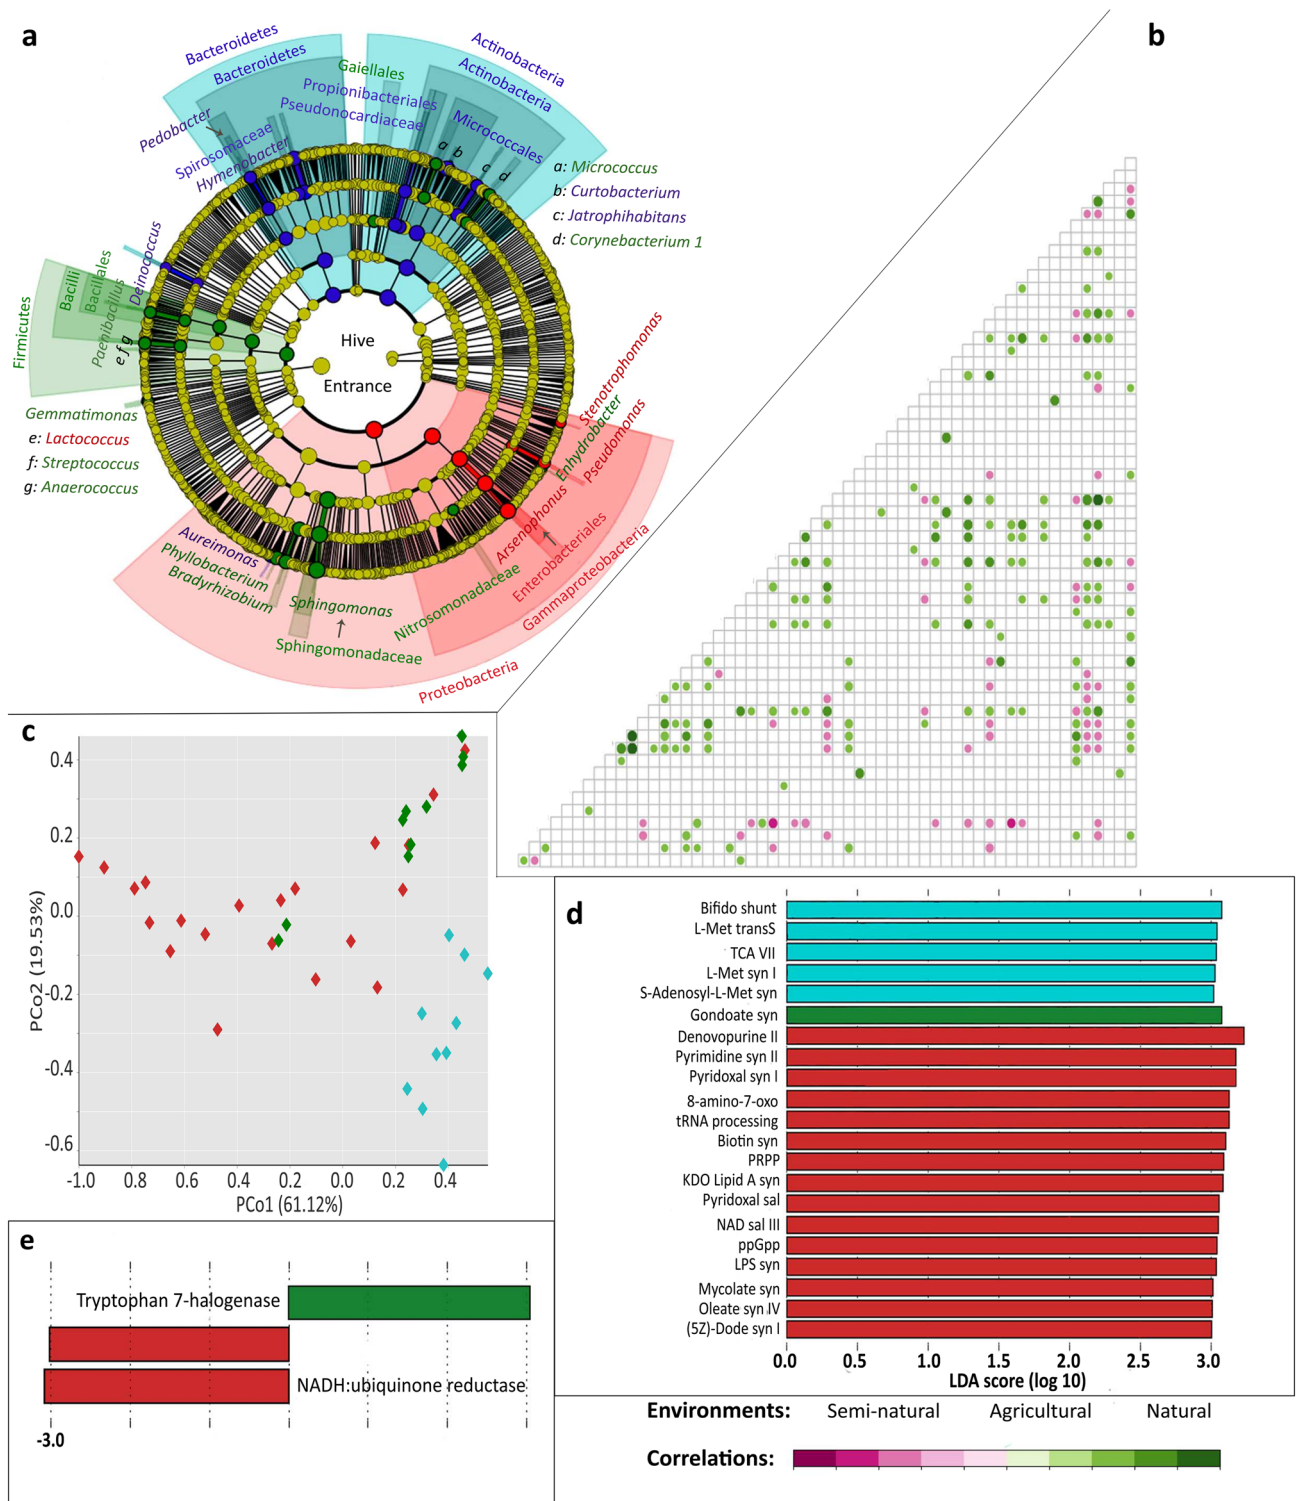 a
Bacteroidetes
Bacteroidetes
Pedobacter
Spirosomaceae
Hymenobacter
Actinobacteria
Actinobacteria
Gaiellales
Propionibacteriales
Pseudonocardiaceae
Micrococcales
a
b
c
d
a: Micrococcus
b: Curtobacterium
c: Jatrophihabitans
d: Corynebacterium 1
Deinococcus
Firmicutes
Bacilli
Bacillales
Paenibacillus
e f g
Gemmatimonas
e: Lactococcus
f: Streptococcus
g: Anaerococcus
Hive
Entrance
Stenotrophomonas
Enhydrobacter
Pseudomonas
Arsenophonus
Enterobacteriales
Gammaproteobacteria
Nitrosomonadaceae
Aureimonas
Phyllobacterium
Bradyrhizobium
Sphingomonas
Sphingomonadaceae
Proteobacteria
b
c
0.4
0.2
0.0
-0.2
-0.4
-0.6
PCo2 (19.53%)
-1.0 0.8 0.6 0.4 0.2 0.0 0.2 0.4
PCo1 (61.12%)
d
Bifido shunt
L-Met transS
TCA VII
L-Met syn I
S-Adenosyl-L-Met syn
Gondoate syn
Denovopurine II
Pyrimidine syn II
Pyridoxal syn I
8-amino-7-oxo
tRNA processing
Biotin syn
PRPP
KDO Lipid A syn
Pyridoxal sal
NAD sal III
ppGpp
LPS syn
Mycolate syn
Oleate syn IV
(5Z)-Dode syn I
0.0 0.5 1.0 1.5 2.0 2.5 3.0
LDA score (log 10)
e
Tryptophan 7-halogenase
NADH:ubiquinone reductase
-3.0
Environments: Semi-natural Agricultural Natural
Correlations: